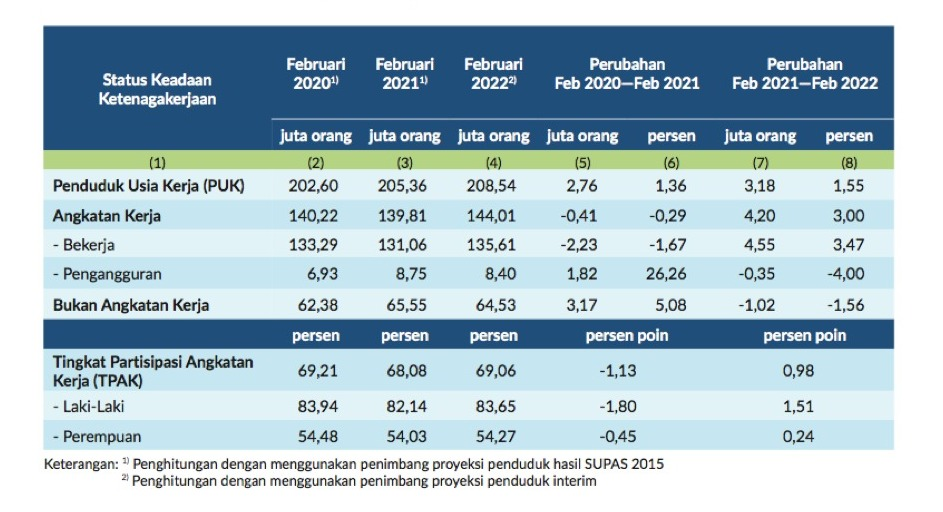 Status Keadaan Ketenagakerjaan | Februari 2020¹⁾ | Februari 2021¹⁾ | Februari 2022²⁾ | Perubahan Feb 2020—Feb 2021 | Perubahan Feb 2021—Feb 2022
juta orang | juta orang | juta orang | juta orang | persen | juta orang | persen
(1) | (2) | (3) | (4) | (5) | (6) | (7) | (8)
Penduduk Usia Kerja (PUK) | 202,60 | 205,36 | 208,54 | 2,76 | 1,36 | 3,18 | 1,55
Angkatan Kerja | 140,22 | 139,81 | 144,01 | -0,41 | -0,29 | 4,20 | 3,00
- Bekerja | 133,29 | 131,06 | 135,61 | -2,23 | -1,67 | 4,55 | 3,47
- Pengangguran | 6,93 | 8,75 | 8,40 | 1,82 | 26,26 | -0,35 | -4,00
Bukan Angkatan Kerja | 62,38 | 65,55 | 64,53 | 3,17 | 5,08 | -1,02 | -1,56
persen | persen | persen | persen poin | persen poin
Tingkat Partisipasi Angkatan Kerja (TPAK) | 69,21 | 68,08 | 69,06 | -1,13 | 0,98
- Laki-Laki | 83,94 | 82,14 | 83,65 | -1,80 | 1,51
- Perempuan | 54,48 | 54,03 | 54,27 | -0,45 | 0,24
Keterangan: ¹⁾ Penghitungan dengan menggunakan penimbang proyeksi penduduk hasil SUPAS 2015
²⁾ Penghitungan dengan menggunakan penimbang proyeksi penduduk interim